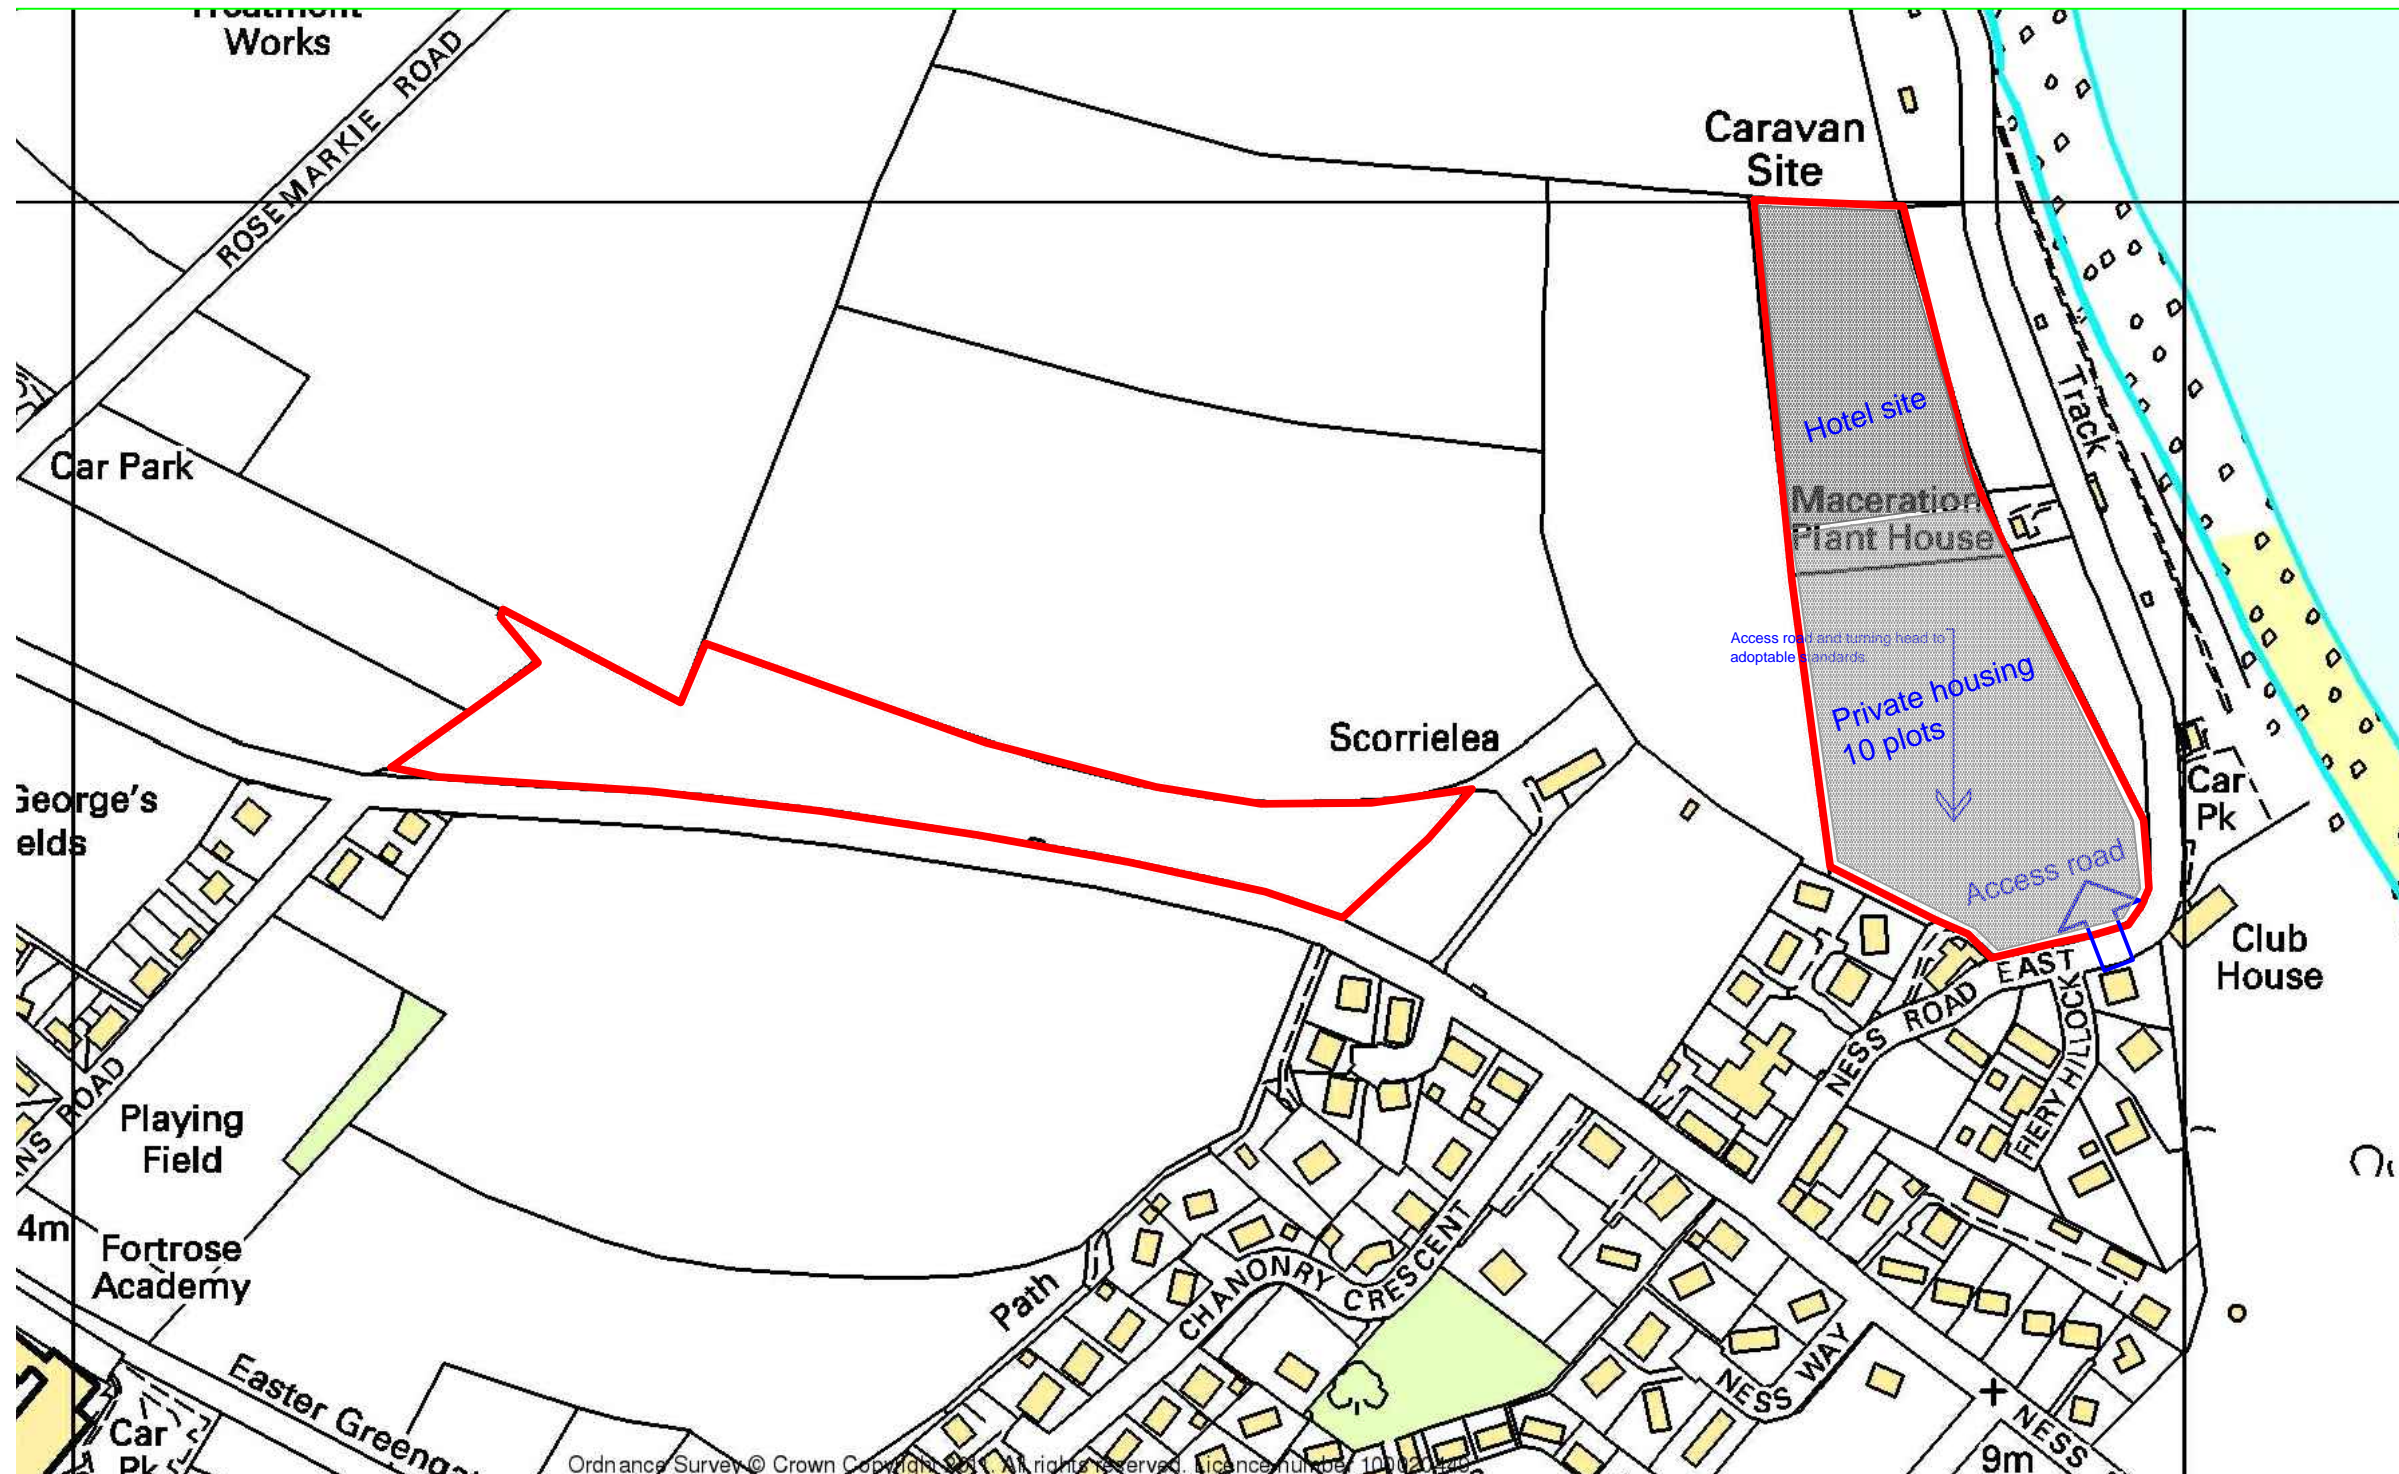 Works
ROSEMARKIE ROAD
Caravan
Site
Car Park
Hotel site
Track
Maceration
Plant House
Access road and turning head to
adoptable standards.
Private housing
10 plots
Scorrielea
Car
Pk
George's
elds
Access road
Club
House
EAST
NESS ROAD
FIERY HILLOCK
ROAD
Playing
Field
4m
Fortrose
Academy
Path
CHANONRY CRESCENT
NESS WAY
Easter
Car
Pk
NESS
9m
Ordnance Survey © Crown Copyright 2011. All rights reserved. Licence number 100020449